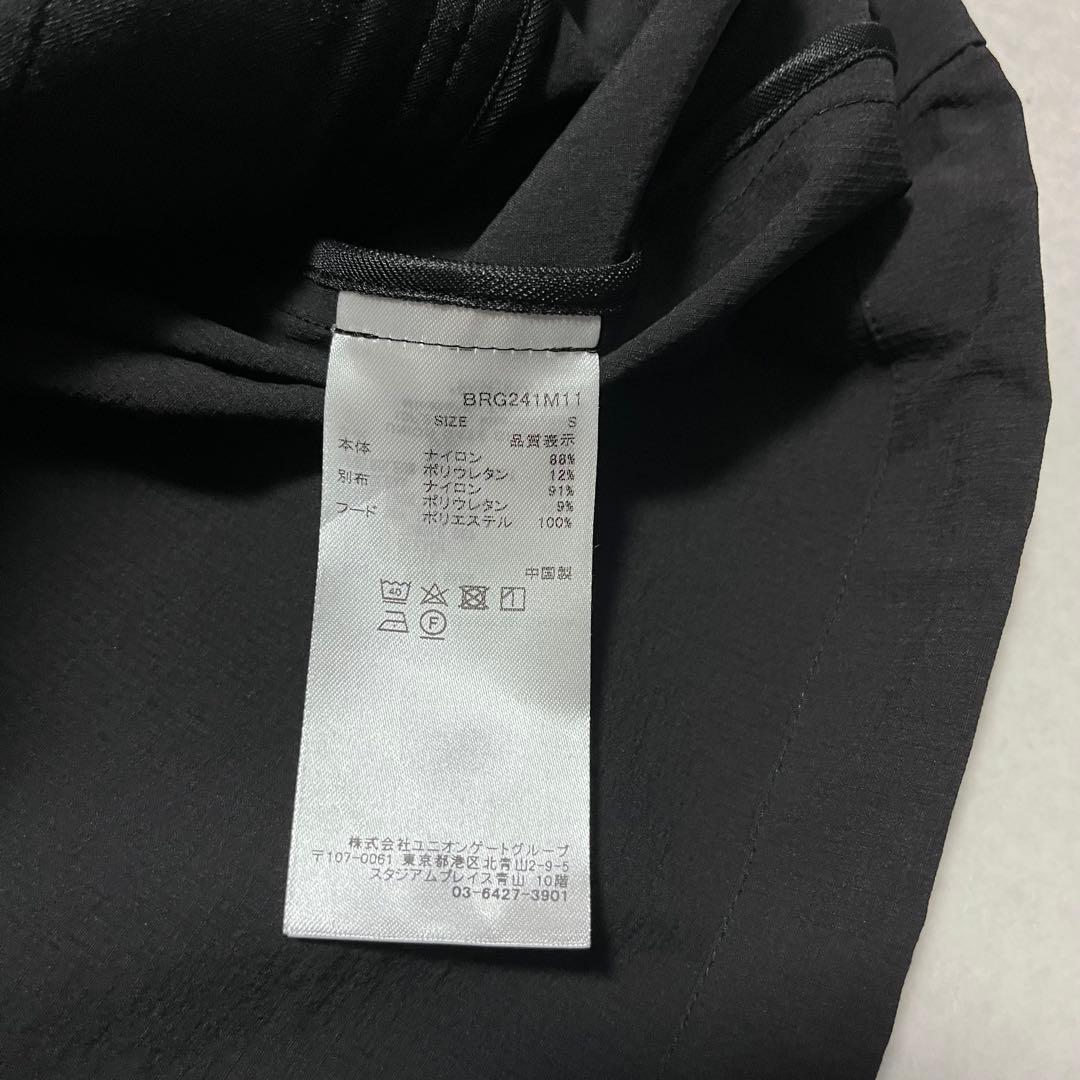 BRG241M11
SIZE S
品質表示
本体 ナイロン 88%
ポリウレタン 12%
別布 ナイロン 91%
ポリウレタン 9%
フード ポリエステル 100%
中国製
40
F
株式会社ユニオンゲートグループ
〒107-0061 東京都港区北青山2-9-5
スタジアムプレイス青山 10階
03-6427-3901